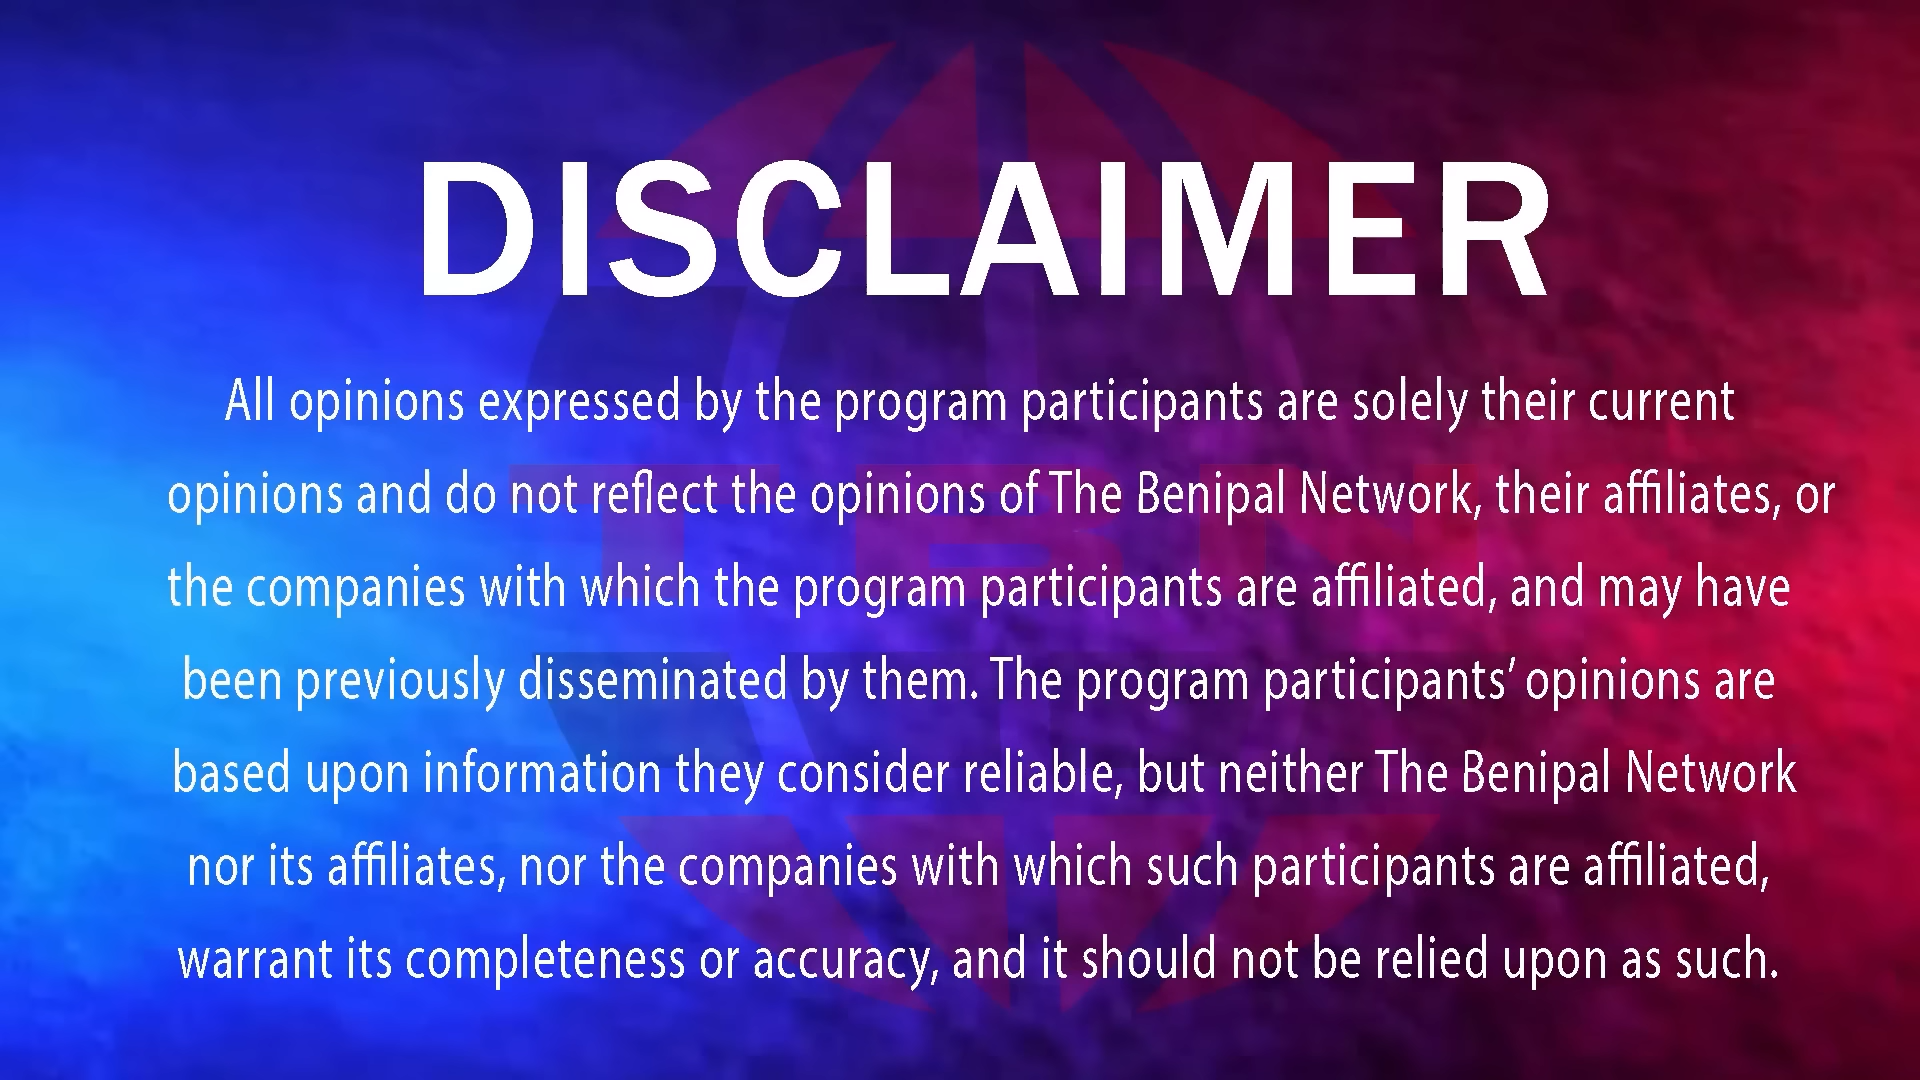 DISCLAIMER
All opinions expressed by the program participants are solely their current
opinions and do not reflect the opinions of The Benipal Network, their affiliates, or
the companies with which the program participants are affiliated, and may have
been previously disseminated by them. The program participants’ opinions are
based upon information they consider reliable, but neither The Benipal Network
nor its affiliates, nor the companies with which such participants are affiliated,
warrant its completeness or accuracy, and it should not be relied upon as such.
TBN